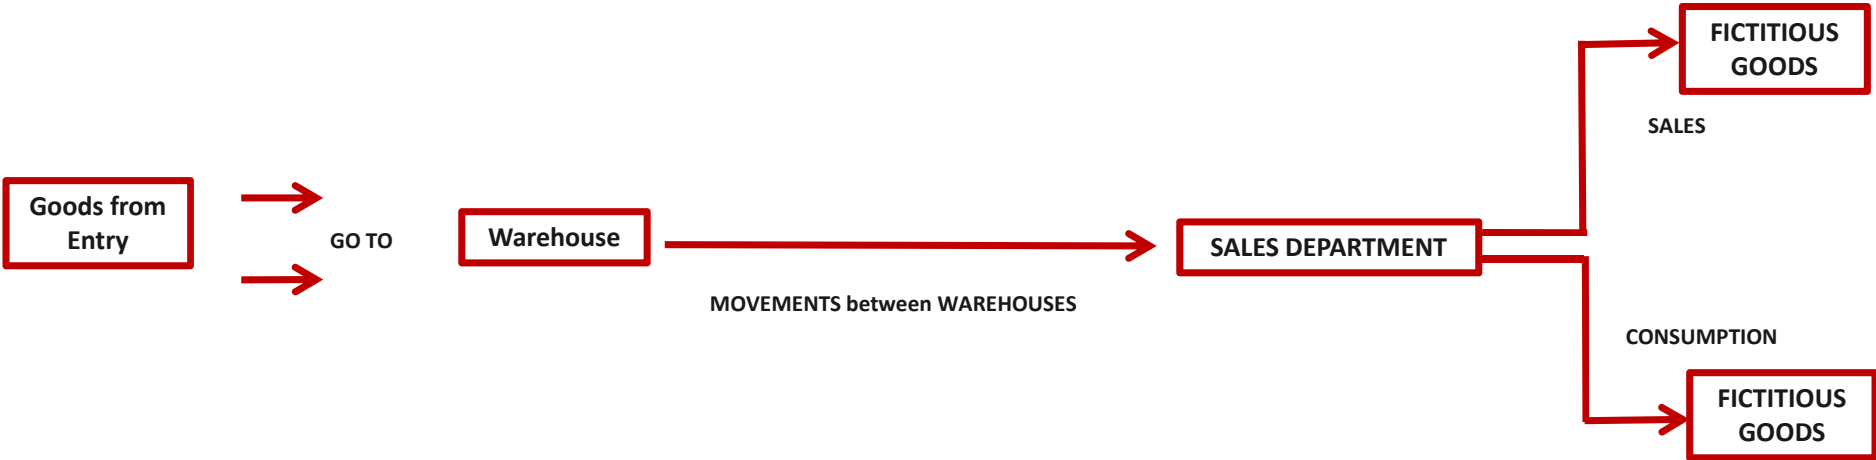 Goods from
Entry
GO TO
Warehouse
MOVEMENTS between WAREHOUSES
SALES DEPARTMENT
FICTITIOUS
GOODS
SALES
CONSUMPTION
FICTITIOUS
GOODS